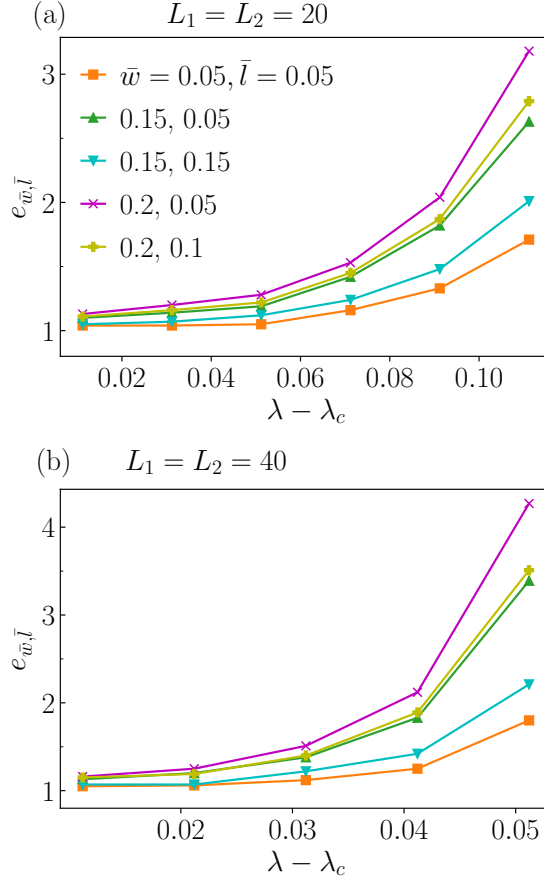 (a) L₁ = L₂ = 20
w̄ = 0.05, l̄ = 0.05
0.15, 0.05
0.15, 0.15
0.2, 0.05
0.2, 0.1
3
2
1
e_{w̄,l̄}
0.02 0.04 0.06 0.08 0.10
λ − λ_c
(b) L₁ = L₂ = 40
4
3
2
1
e_{w̄,l̄}
0.02 0.03 0.04 0.05
λ − λ_c